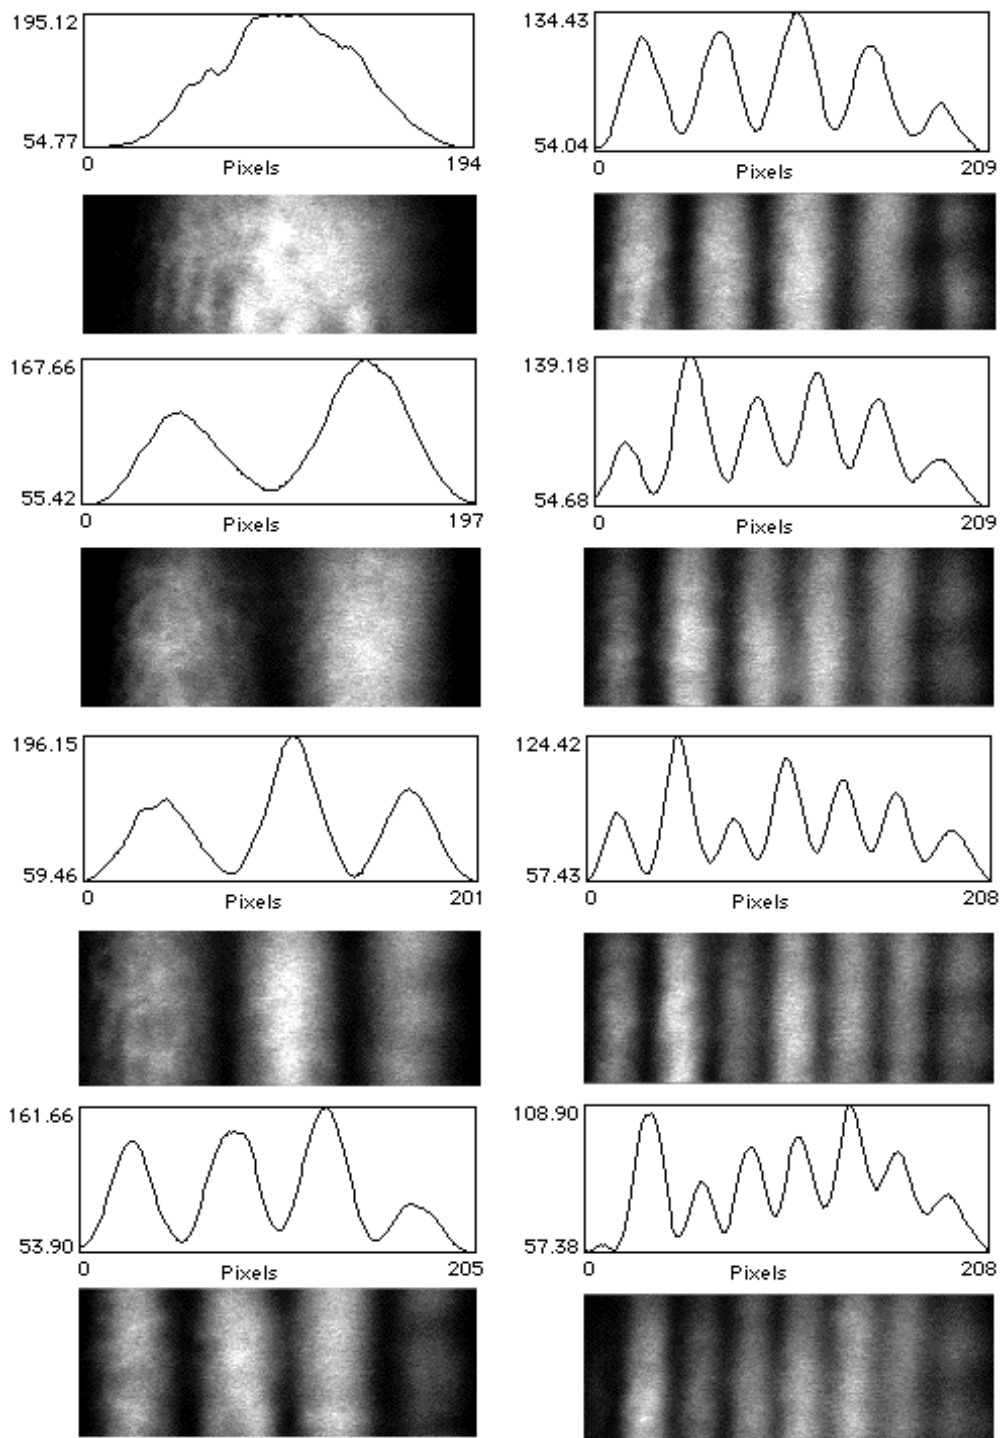 195.12
54.77
0 Pixels 194
134.43
54.04
0 Pixels 209
167.66
55.42
0 Pixels 197
139.18
54.68
0 Pixels 209
196.15
59.46
0 Pixels 201
124.42
57.43
0 Pixels 208
161.66
53.90
0 Pixels 205
108.90
57.38
0 Pixels 208